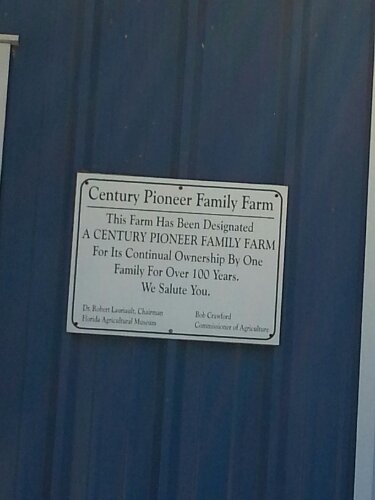 Century Pioneer Family Farm
This Farm Has Been Designated
A CENTURY PIONEER FAMILY FARM
For Its Continual Ownership By One
Family For Over 100 Years.
We Salute You.
Dr. Robert Lauriault, Chairman
Florida Agricultural Museum
Bob Crawford
Commissioner of Agriculture